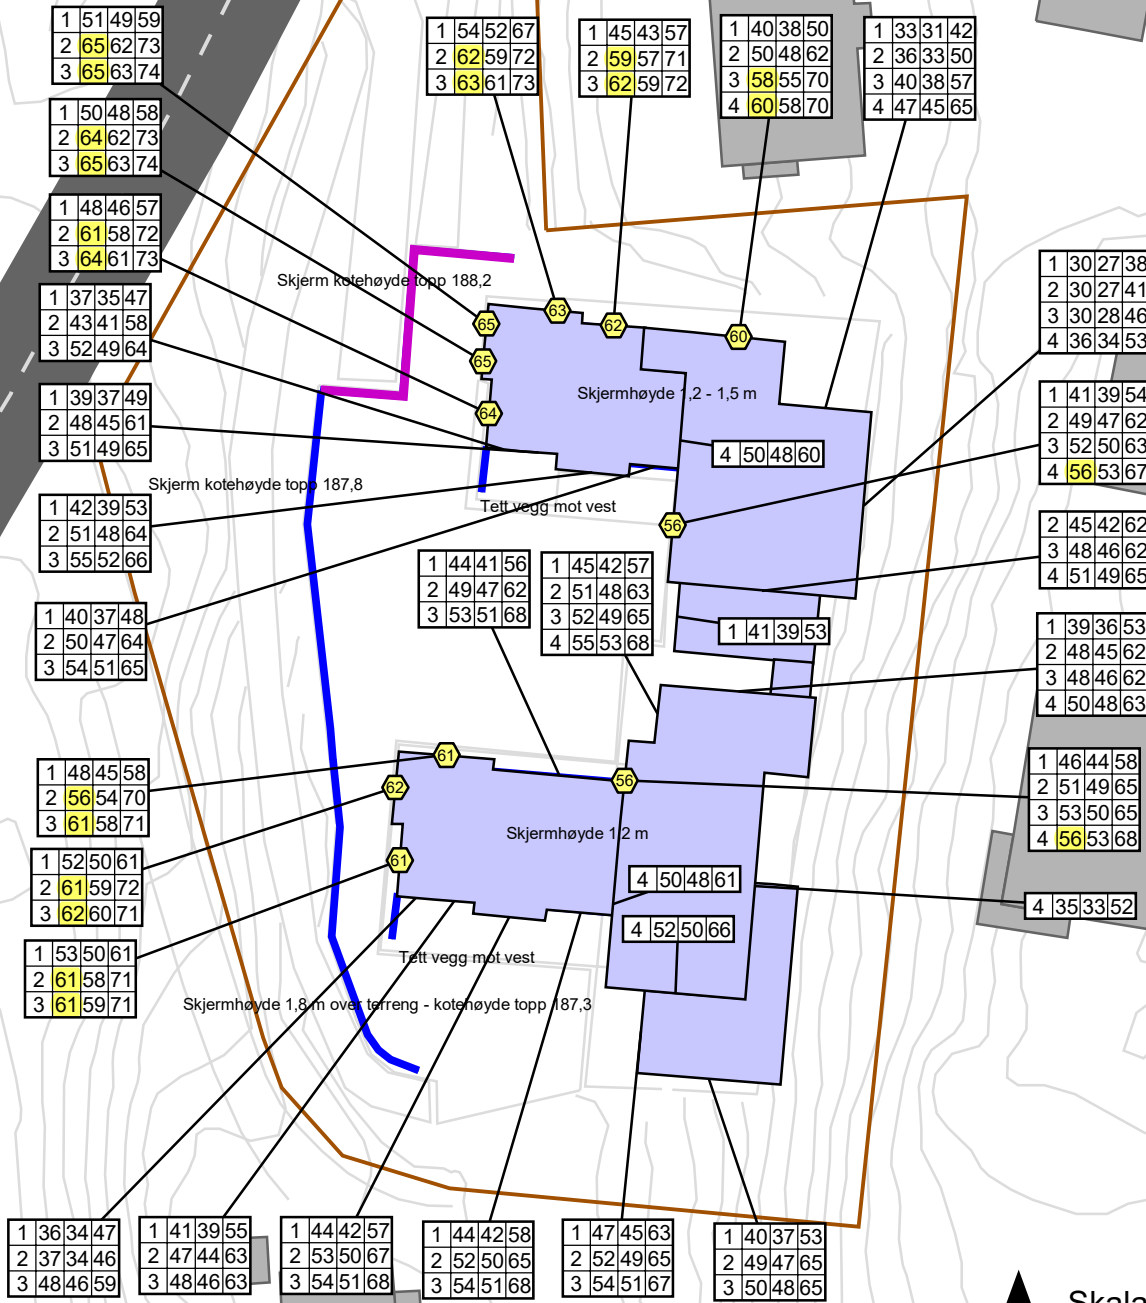 1 51 49 59
2 65 62 73
3 65 63 74
1 54 52 67
2 62 59 72
3 63 61 73
1 45 43 57
2 59 57 71
3 62 59 72
1 40 38 50
2 50 48 62
3 58 55 70
4 60 58 70
1 33 31 42
2 36 33 50
3 40 38 57
4 47 45 65
1 50 48 58
2 64 62 73
3 65 63 74
1 48 46 57
2 61 58 72
3 64 61 73
1 30 27 38
2 30 27 41
3 30 28 46
4 36 34 53
Skjerm kotehøyde topp 188,2
1 37 35 47
2 43 41 58
3 52 49 64
63
65
62
60
65
64
Skjermhøyde 1,2 - 1,5 m
1 39 37 49
2 48 45 61
3 51 49 65
1 41 39 54
2 49 47 62
3 52 50 63
4 56 53 67
4 50 48 60
Skjerm kotehøyde topp 187,8
Tett vegg mot vest
56
1 42 39 53
2 51 48 64
3 55 52 66
2 45 42 62
3 48 46 62
4 51 49 65
1 44 41 56
2 49 47 62
3 53 51 68
1 45 42 57
2 51 48 63
3 52 49 65
4 55 53 68
1 40 37 48
2 50 47 64
3 54 51 65
1 41 39 53
1 39 36 53
2 48 45 62
3 48 46 62
4 50 48 63
61
62
56
1 48 45 58
2 56 54 70
3 61 58 71
1 46 44 58
2 51 49 65
3 53 50 65
4 56 53 68
Skjermhøyde 1,2 m
61
1 52 50 61
2 61 59 72
3 62 60 71
4 50 48 61
4 35 33 52
4 52 50 66
1 53 50 61
2 61 58 71
3 61 59 71
Tett vegg mot vest
Skjermhøyde 1,8 m over terreng - kotehøyde topp 187,3
1 36 34 47
2 37 34 46
3 48 46 59
1 41 39 55
2 47 44 63
3 48 46 63
1 44 42 57
2 53 50 67
3 54 51 68
1 44 42 58
2 52 50 65
3 54 51 68
1 47 45 63
2 52 49 65
3 54 51 67
1 40 37 53
2 49 47 65
3 50 48 65
Skala